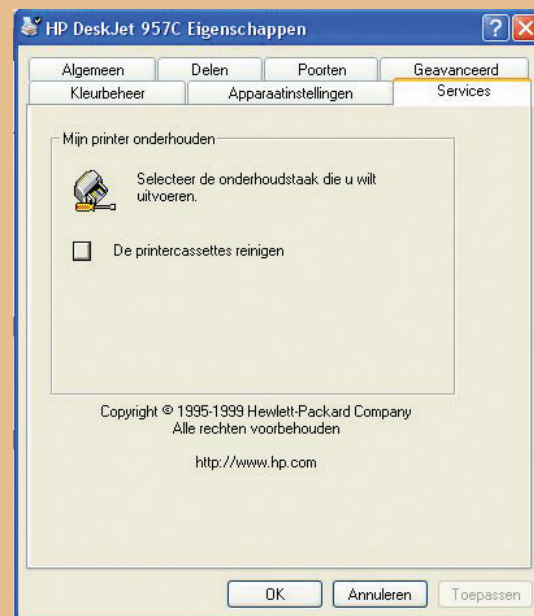 HP DeskJet 957C Eigenschappen
Algemeen Delen Poorten Geavanceerd
Kleurbeheer Apparaatinstellingen Services
Mijn printer onderhouden
Selecteer de onderhoudstaak die u wilt
uitvoeren.
De printercassettes reinigen
Copyright © 1995-1999 Hewlett-Packard Company
Alle rechten voorbehouden
http://www.hp.com
OK Annuleren Toepassen